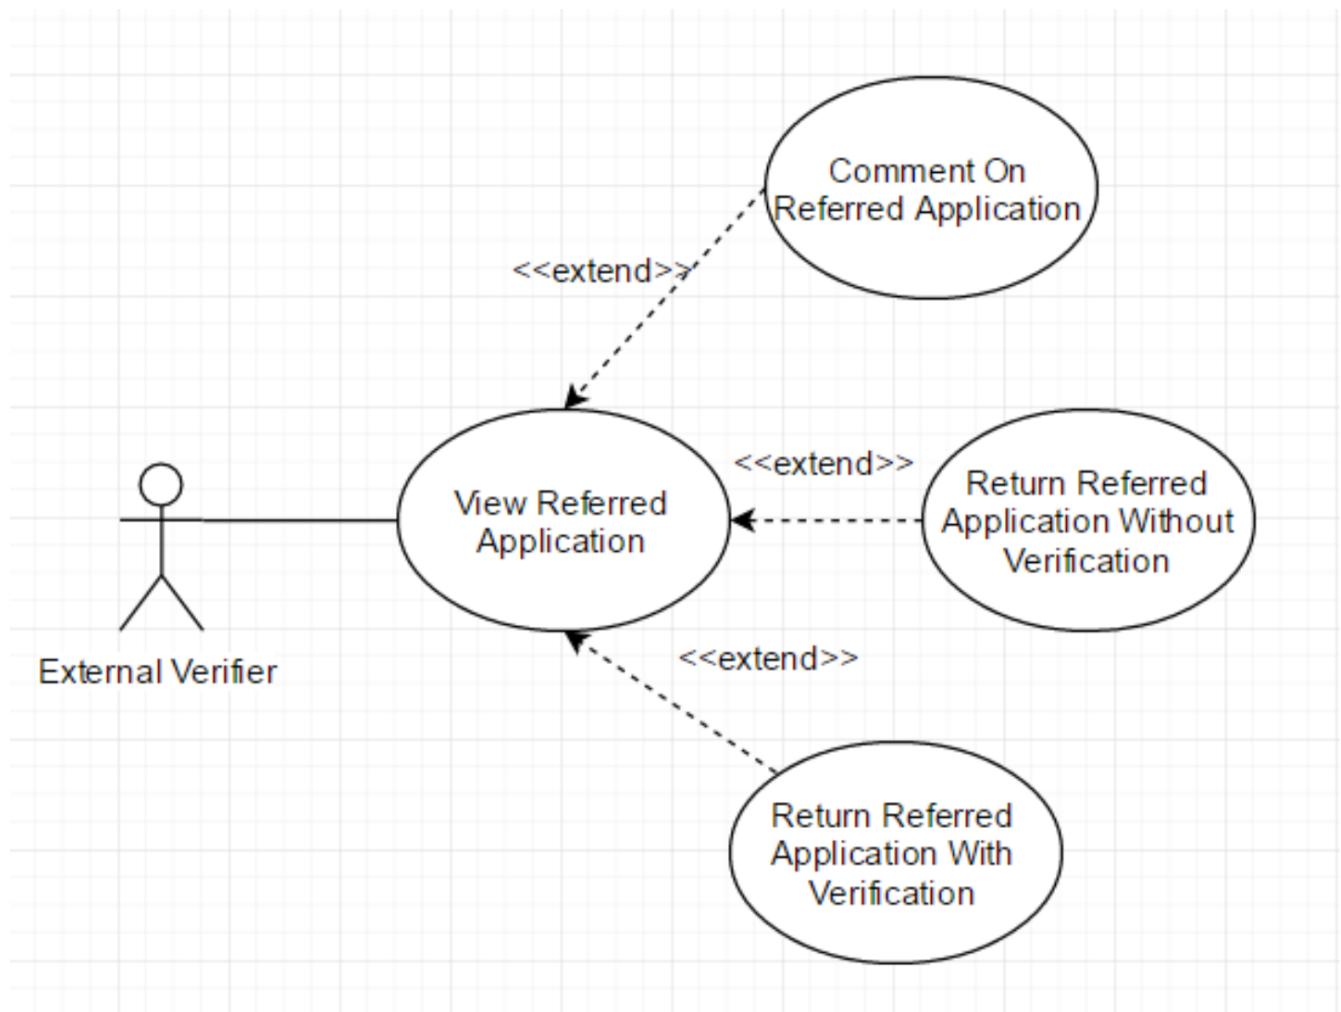 Comment On
Referred Application
<<extend>>
<<extend>>
Return Referred
Application Without
Verification
View Referred
Application
External Verifier
<<extend>>
Return Referred
Application With
Verification